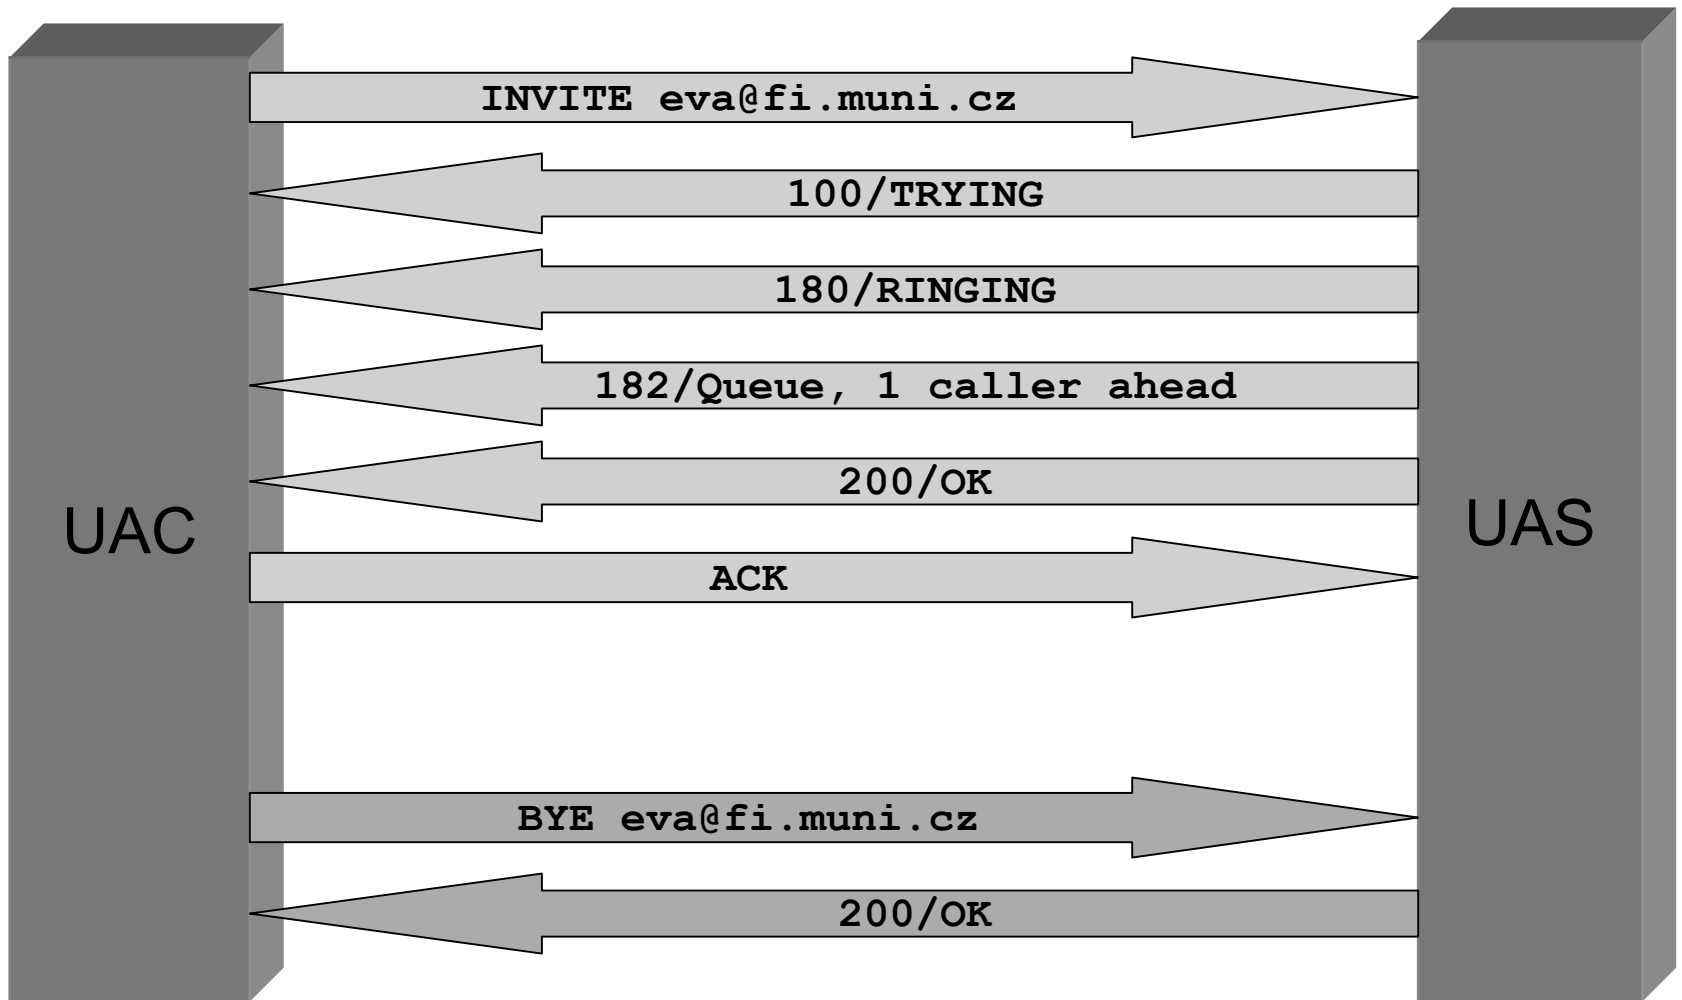 INVITE eva@fi.muni.cz
100/TRYING
180/RINGING
182/Queue, 1 caller ahead
200/OK
UAC
UAS
ACK
BYE eva@fi.muni.cz
200/OK